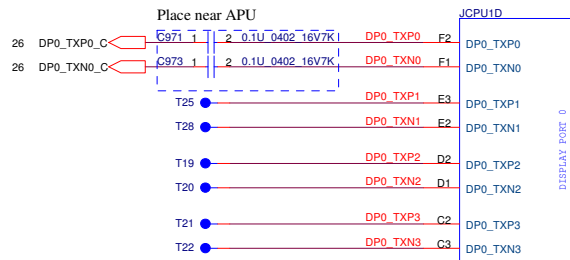 Place near APU
JCPU1D
26 DP0_TXP0_C C971 1 2 0.1U_0402_16V7K DP0_TXP0 F2 DP0_TXP0
26 DP0_TXN0_C C973 1 2 0.1U_0402_16V7K DP0_TXN0 F1 DP0_TXN0
T25 DP0_TXP1 E3 DP0_TXP1
T28 DP0_TXN1 E2 DP0_TXN1
T19 DP0_TXP2 D2 DP0_TXP2
T20 DP0_TXN2 D1 DP0_TXN2
T21 DP0_TXP3 C2 DP0_TXP3
T22 DP0_TXN3 C3 DP0_TXN3
DISPLAY PORT 0